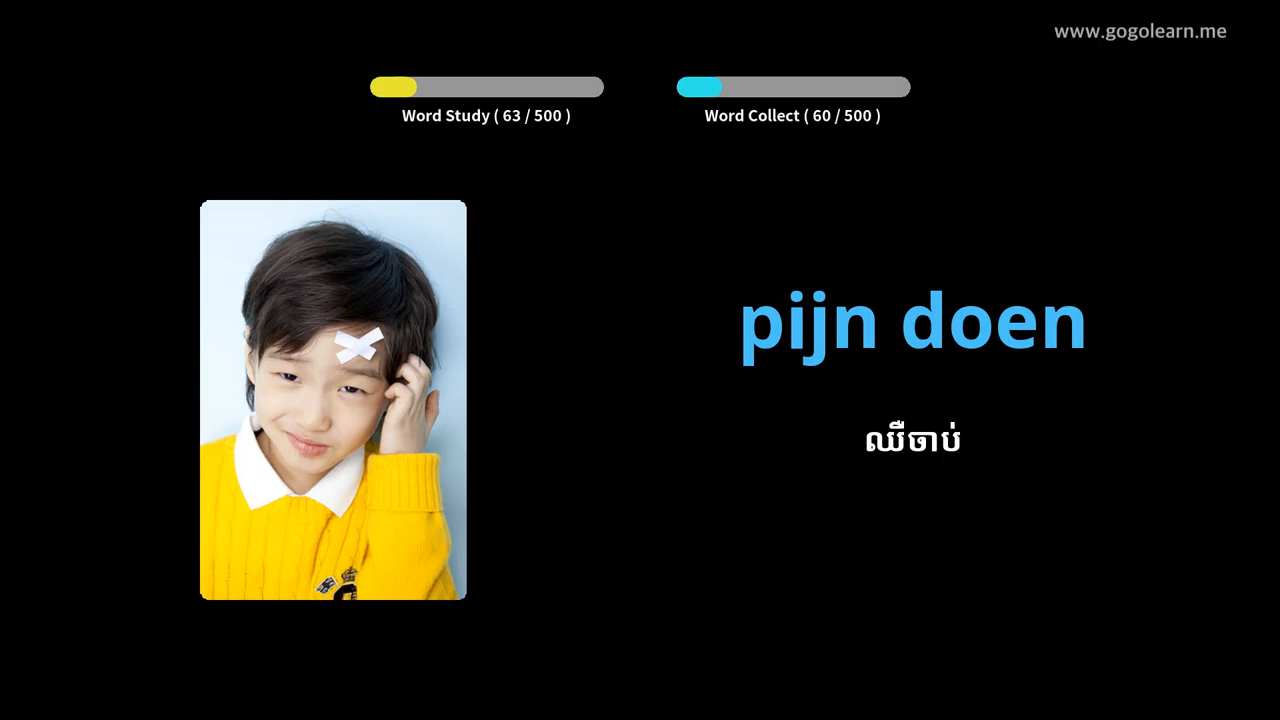 www.gogolearn.me
Word Study ( 63 / 500 )
Word Collect ( 60 / 500 )
pijn doen
ឈឺចាប់